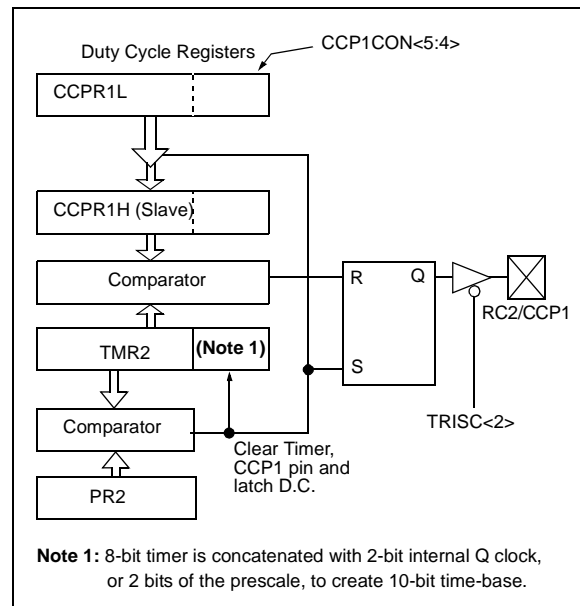 Duty Cycle Registers
CCP1CON<5:4>
CCPR1L
CCPR1H (Slave)
Comparator
R
Q
RC2/CCP1
TMR2
(Note 1)
S
TRISC<2>
Comparator
Clear Timer,
CCP1 pin and
latch D.C.
PR2
Note 1: 8-bit timer is concatenated with 2-bit internal Q clock,
or 2 bits of the prescale, to create 10-bit time-base.